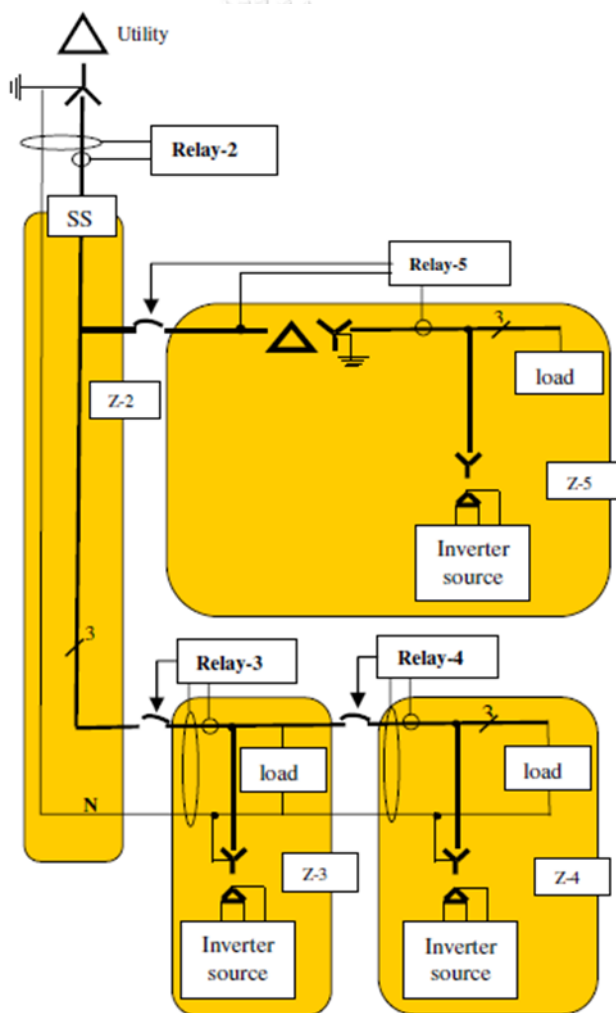 Utility
Relay-2
SS
Relay-5
3
load
Z-2
Z-5
Inverter
source
3
Relay-3
Relay-4
3
load
load
N
Z-3
Z-4
Inverter
source
Inverter
source